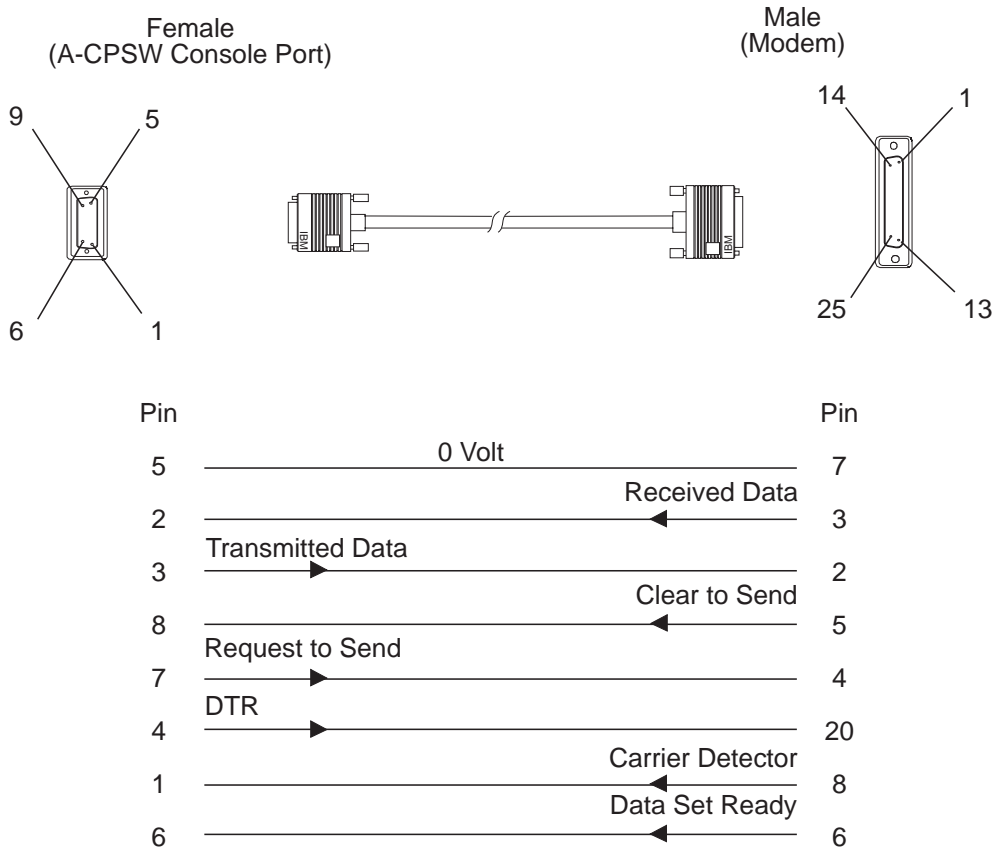 Female
(A-CPSW Console Port)
Male
(Modem)
9
5
14
1
IBM
IBM
6
1
25
13
Pin
Pin
5
0 Volt
7
2
Received Data
3
3
Transmitted Data
2
8
Clear to Send
5
7
Request to Send
4
4
DTR
20
1
Carrier Detector
8
6
Data Set Ready
6